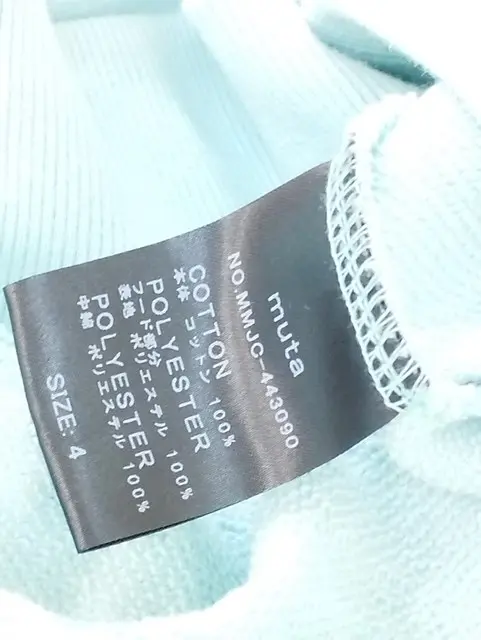 muta
NO.MMJC-443090
COTTON
本体 コットン 100%
POLYESTER
フード部分
表地 ポリエステル 100%
POLYESTER
中綿 ポリエステル 100%
SIZE: 4